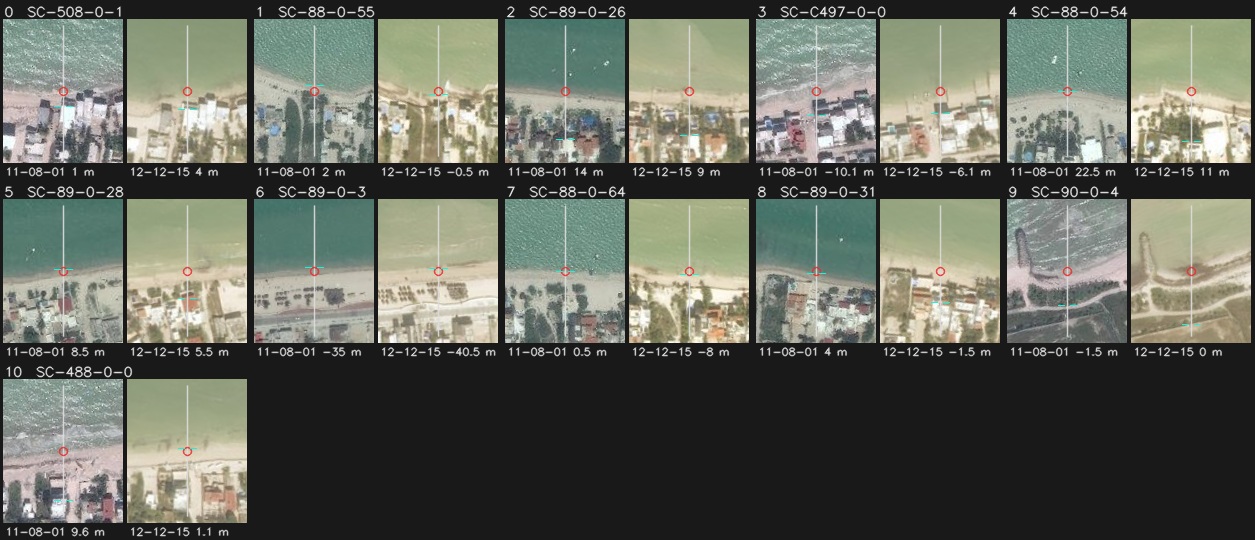 0 SC-508-0-1
1 SC-88-0-55
2 SC-89-0-26
3 SC-C497-0-0
4 SC-88-0-54
11-08-01 1 m
12-12-15 4 m
11-08-01 2 m
12-12-15 -0.5 m
11-08-01 14 m
12-12-15 9 m
11-08-01 -10.1 m
12-12-15 -6.1 m
11-08-01 22.5 m
12-12-15 11 m
5 SC-89-0-28
6 SC-89-0-3
7 SC-88-0-64
8 SC-89-0-31
9 SC-90-0-4
11-08-01 8.5 m
12-12-15 5.5 m
11-08-01 -35 m
12-12-15 -40.5 m
11-08-01 0.5 m
12-12-15 -8 m
11-08-01 4 m
12-12-15 -1.5 m
11-08-01 -1.5 m
12-12-15 0 m
10 SC-488-0-0
11-08-01 9.6 m
12-12-15 1.1 m